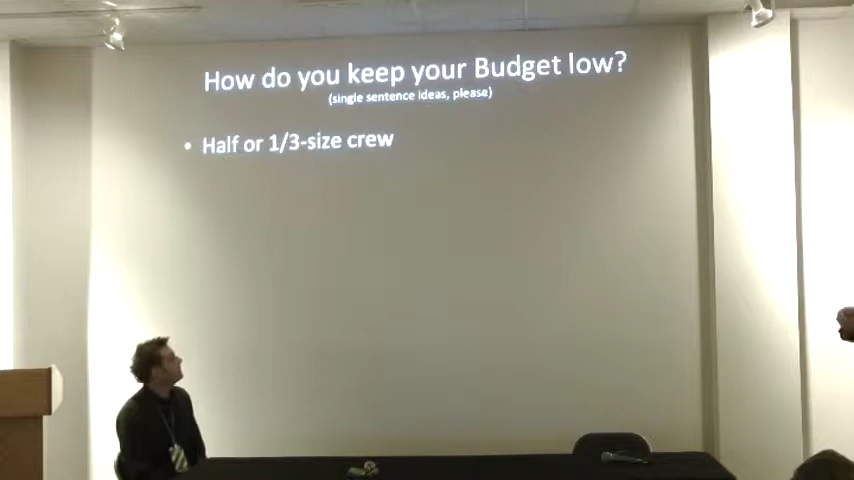 How do you keep your Budget low?
(single sentence ideas, please)
• Half or 1/3-size crew